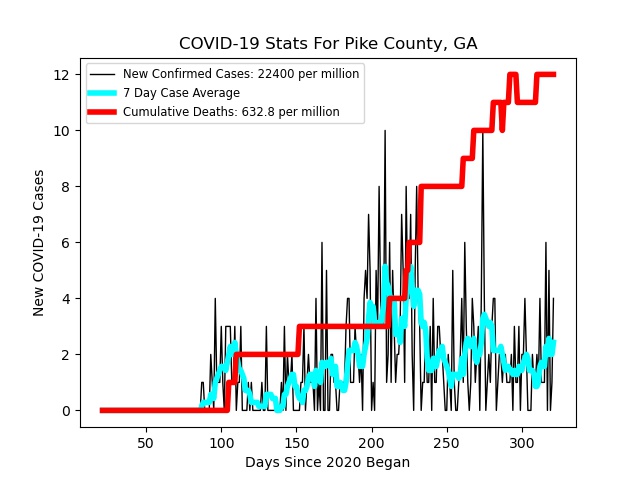 COVID-19 Stats For Pike County, GA
New Confirmed Cases: 22400 per million
7 Day Case Average
Cumulative Deaths: 632.8 per million
New COVID-19 Cases
12
10
8
6
4
2
0
50 100 150 200 250 300
Days Since 2020 Began